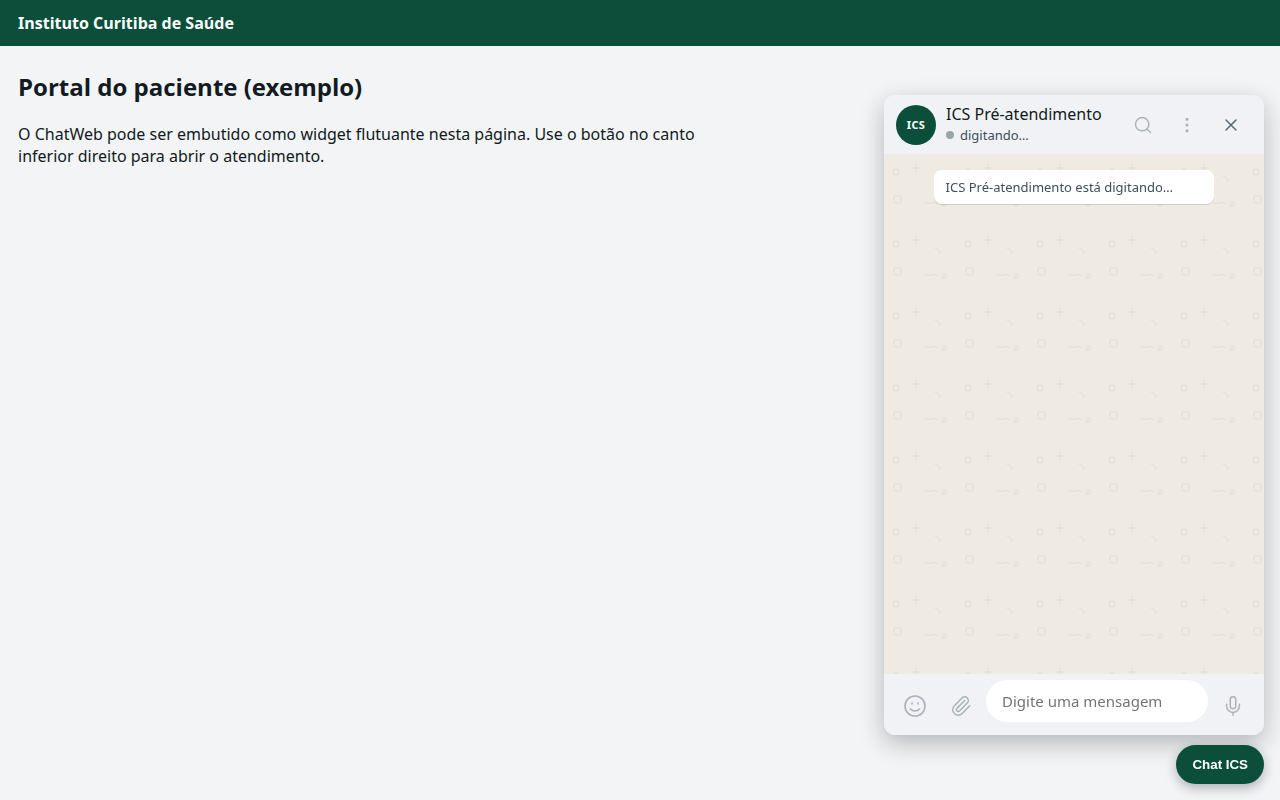 Instituto Curitiba de Saúde
Portal do paciente (exemplo)
O ChatWeb pode ser embutido como widget flutuante nesta página. Use o botão no canto
inferior direito para abrir o atendimento.
ICS
ICS Pré-atendimento
digitando...
ICS Pré-atendimento está digitando...
Digite uma mensagem
Chat ICS